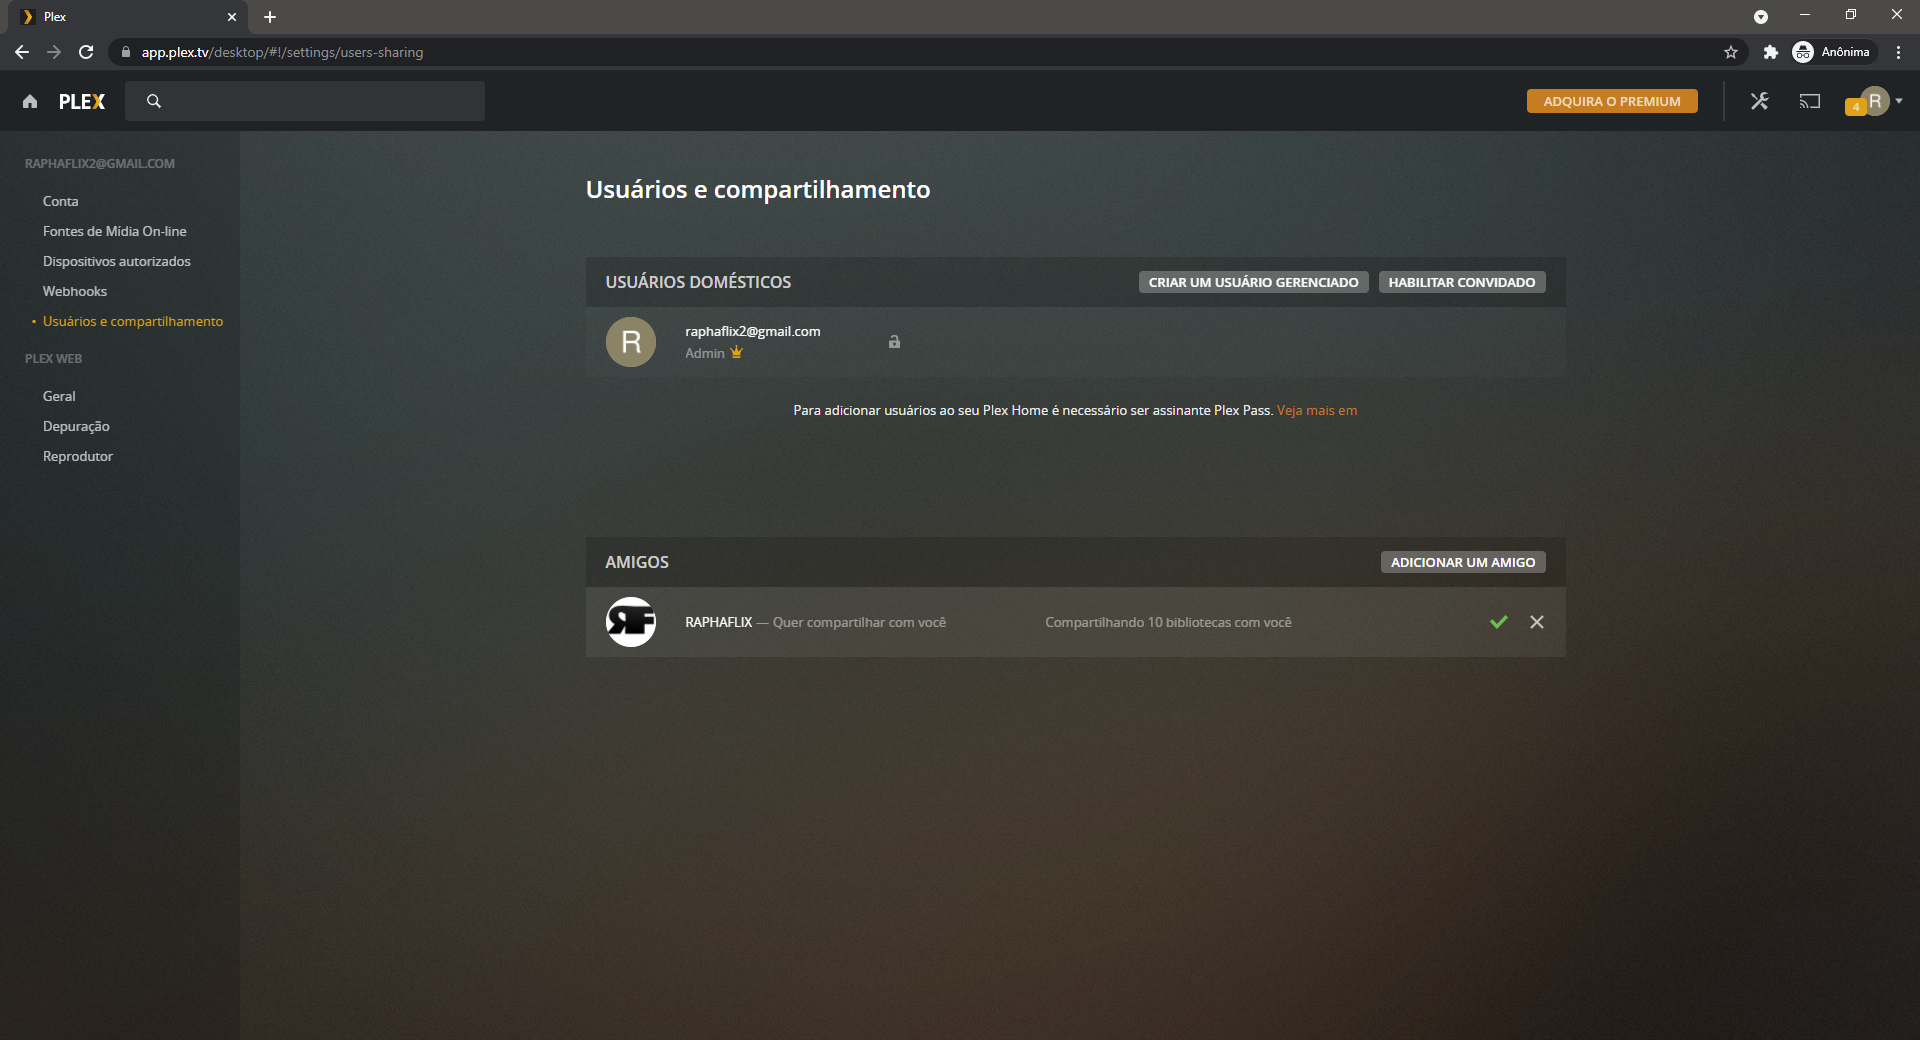 Plex
app.plex.tv/desktop/#!/settings/users-sharing
Anônima
PLEX
ADQUIRA O PREMIUM
4
R
RAPHAFLIX2@GMAIL.COM
Conta
Fontes de Mídia On-line
Dispositivos autorizados
Webhooks
Usuários e compartilhamento
PLEX WEB
Geral
Depuração
Reprodutor
Usuários e compartilhamento
USUÁRIOS DOMÉSTICOS
CRIAR UM USUÁRIO GERENCIADO
HABILITAR CONVIDADO
R
raphaflix2@gmail.com
Admin
Para adicionar usuários ao seu Plex Home é necessário ser assinante Plex Pass. Veja mais em
AMIGOS
ADICIONAR UM AMIGO
RF
RAPHAFLIX — Quer compartilhar com você
Compartilhando 10 bibliotecas com você